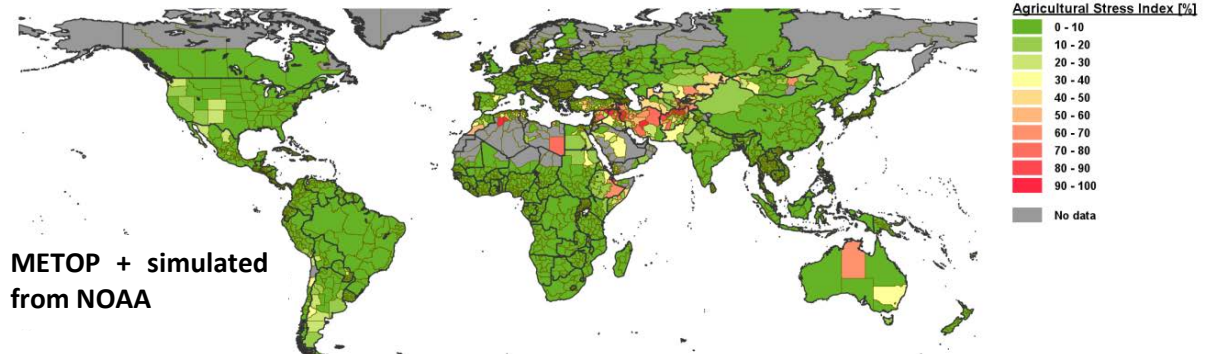 Agricultural Stress Index [%]
0 - 10
10 - 20
20 - 30
30 - 40
40 - 50
50 - 60
60 - 70
70 - 80
80 - 90
90 - 100
No data
METOP + simulated
from NOAA